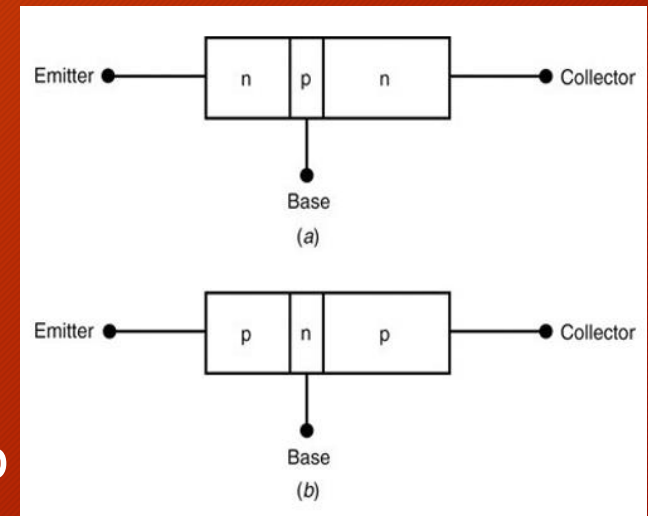 Emitter n p n Collector
Base
(a)
Emitter p n p Collector
Base
(b)